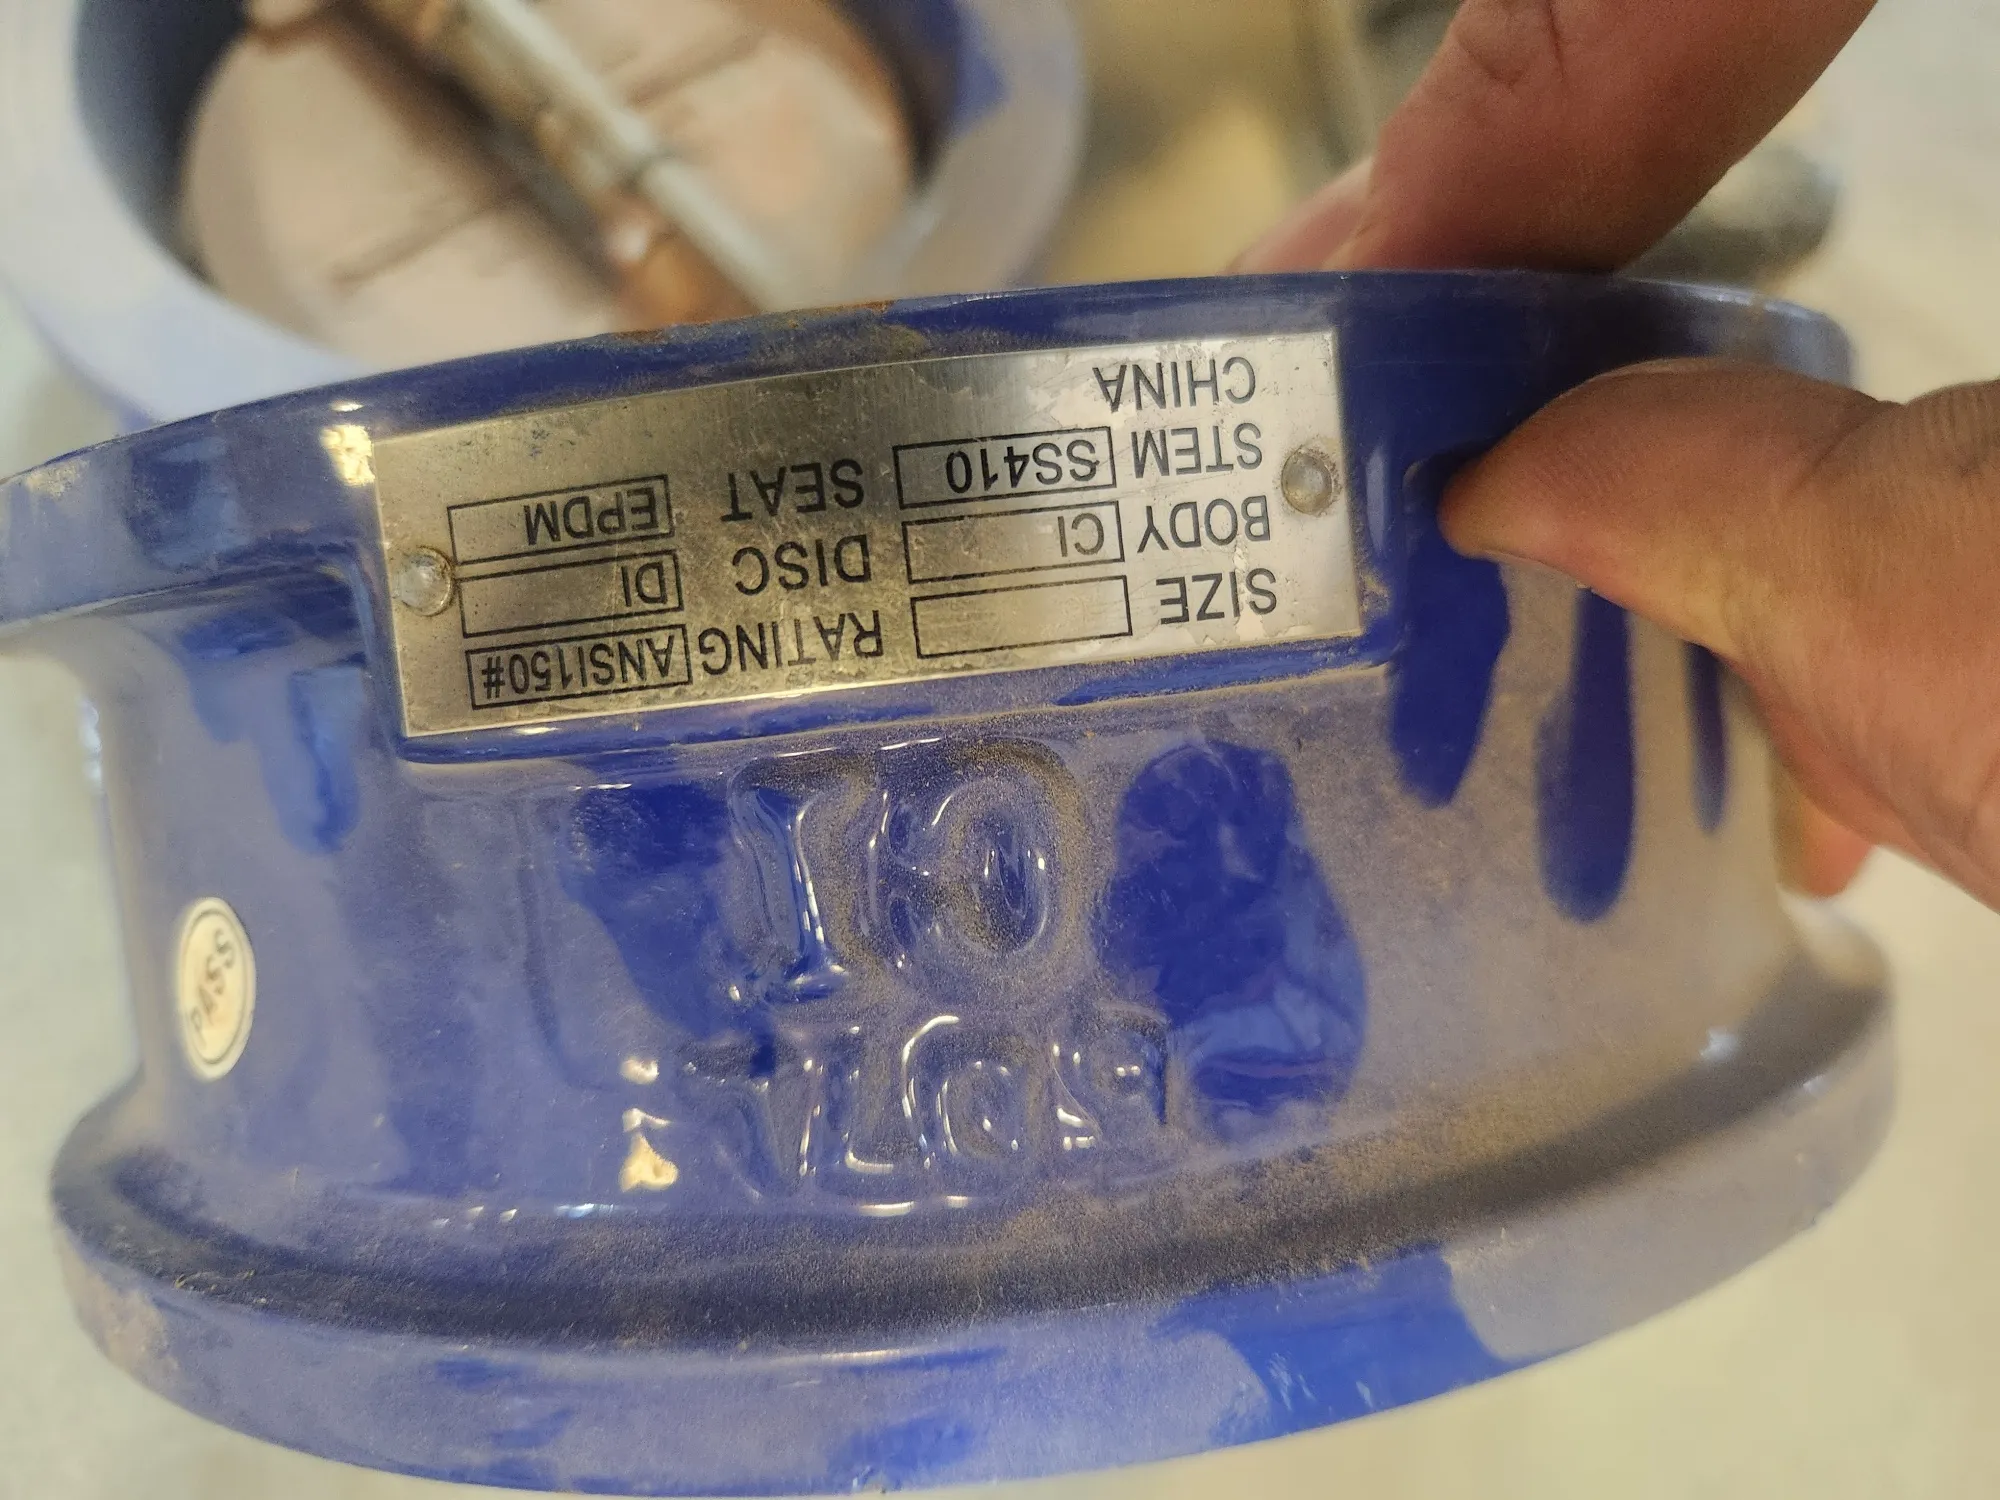 SIZE RATING ANSI150#
BODY CI DISC DI
STEM SS410 SEAT EPDM
CHINA
PASS